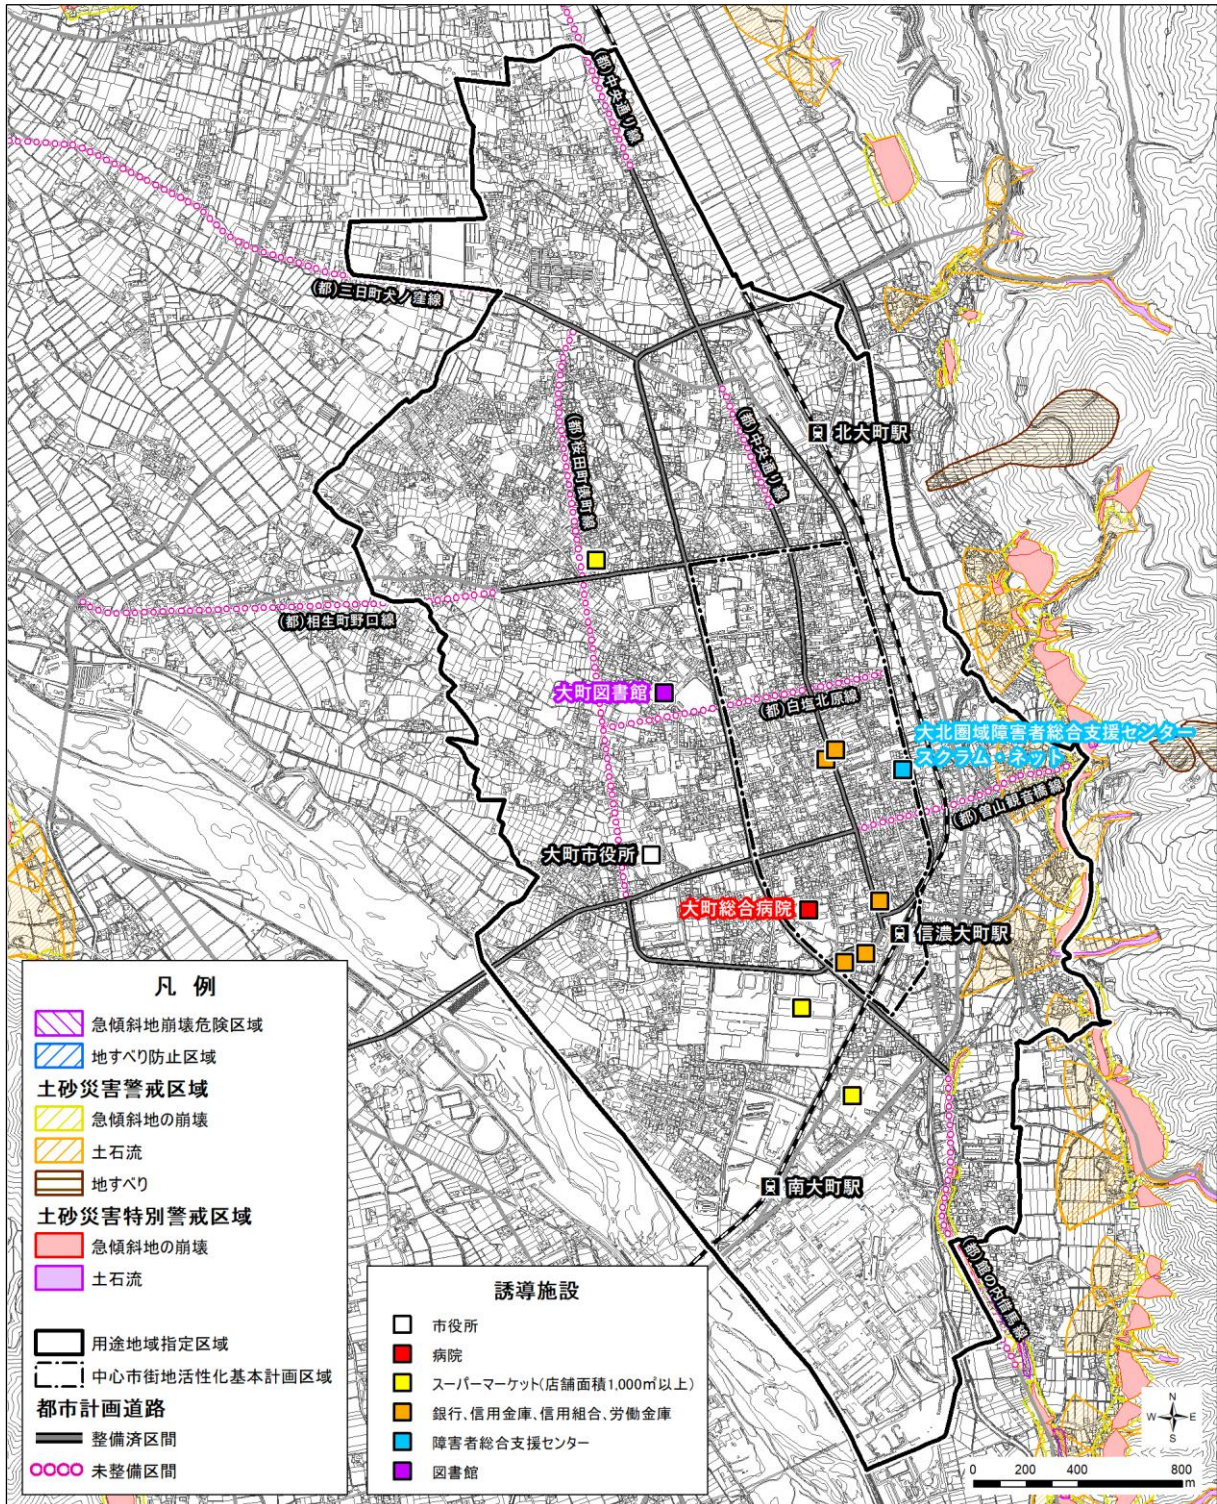 (都)中央通り線
(都)三日町犬ノ窪線
北大町駅
(都)中央通り線
(都)桜田町俵町線
(都)相生町野口線
大町図書館
(都)白塩北原線
大北圏域障害者総合支援センター
スクラム・ネット
(都)曽山観音橋線
大町市役所
大町総合病院
信濃大町駅
南大町駅
凡 例
急傾斜地崩壊危険区域
地すべり防止区域
土砂災害警戒区域
急傾斜地の崩壊
土石流
地すべり
土砂災害特別警戒区域
急傾斜地の崩壊
土石流
用途地域指定区域
中心市街地活性化基本計画区域
都市計画道路
整備済区間
未整備区間
誘導施設
市役所
病院
スーパーマーケット(店舗面積1,000㎡以上)
銀行、信用金庫、信用組合、労働金庫
障害者総合支援センター
図書館
N
W E
S
0 200 400 800
m